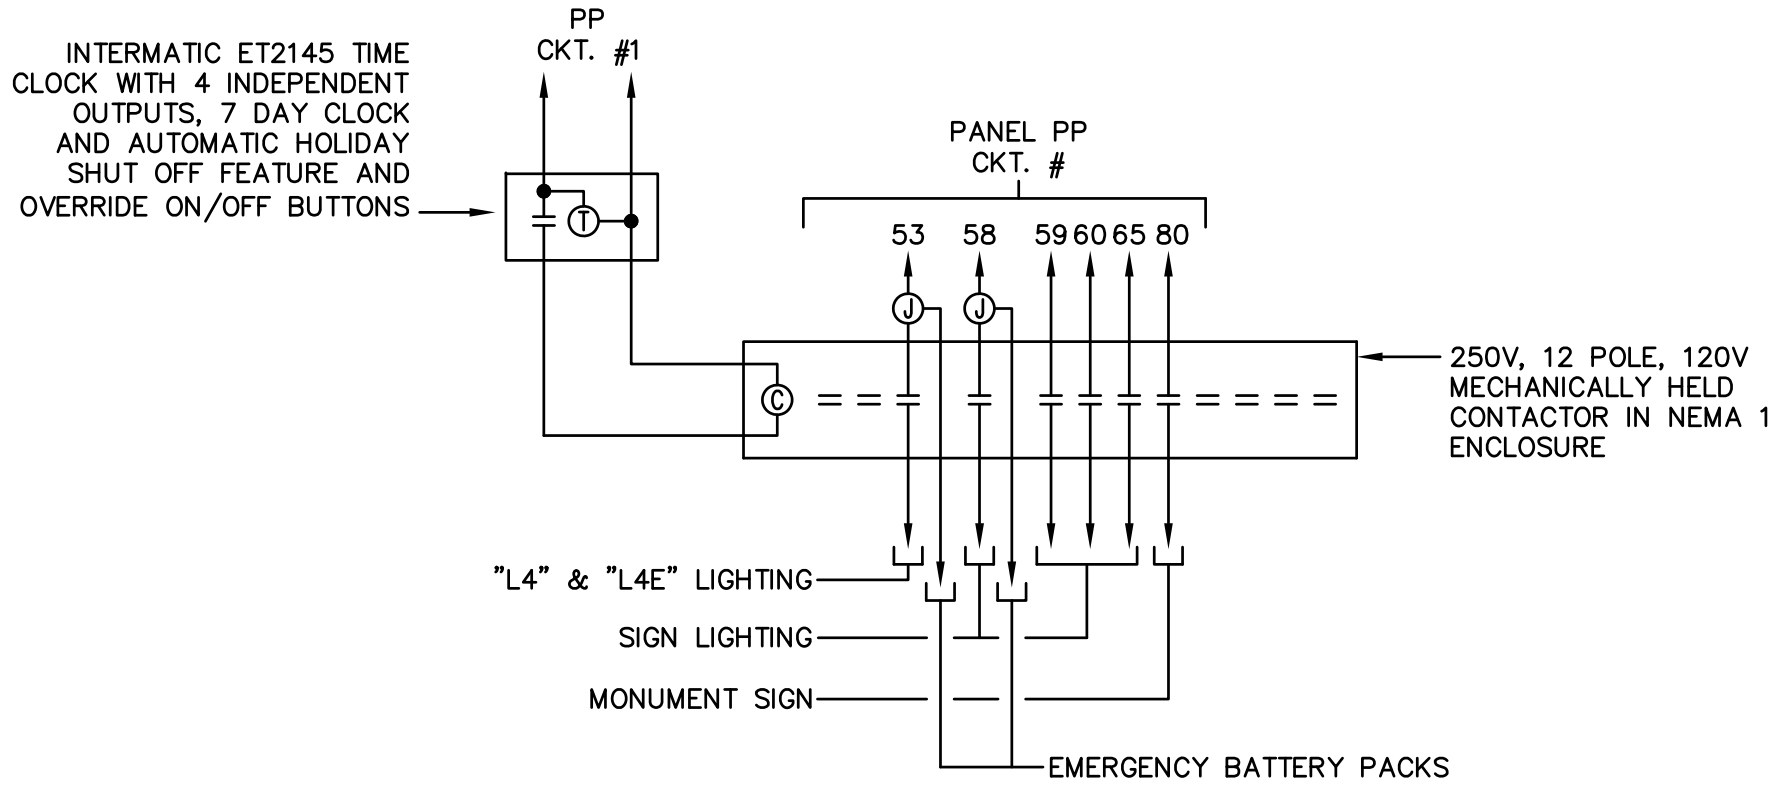 PP
CKT. #1
INTERMATIC ET2145 TIME
CLOCK WITH 4 INDEPENDENT
OUTPUTS, 7 DAY CLOCK
AND AUTOMATIC HOLIDAY
SHUT OFF FEATURE AND
OVERRIDE ON/OFF BUTTONS
T
PANEL PP
CKT. #
53 58 59 60 65 80
J J
C
250V, 12 POLE, 120V
MECHANICALLY HELD
CONTACTOR IN NEMA 1
ENCLOSURE
"L4" & "L4E" LIGHTING
SIGN LIGHTING
MONUMENT SIGN
EMERGENCY BATTERY PACKS